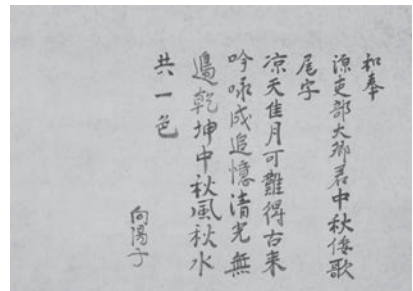 和奉
源吏部大卿君中秋倭歌
尾字
凉天佳月可難得古来
吟咏成追憶清光無
邊乾坤中秋風秋水
共一色
向陽子